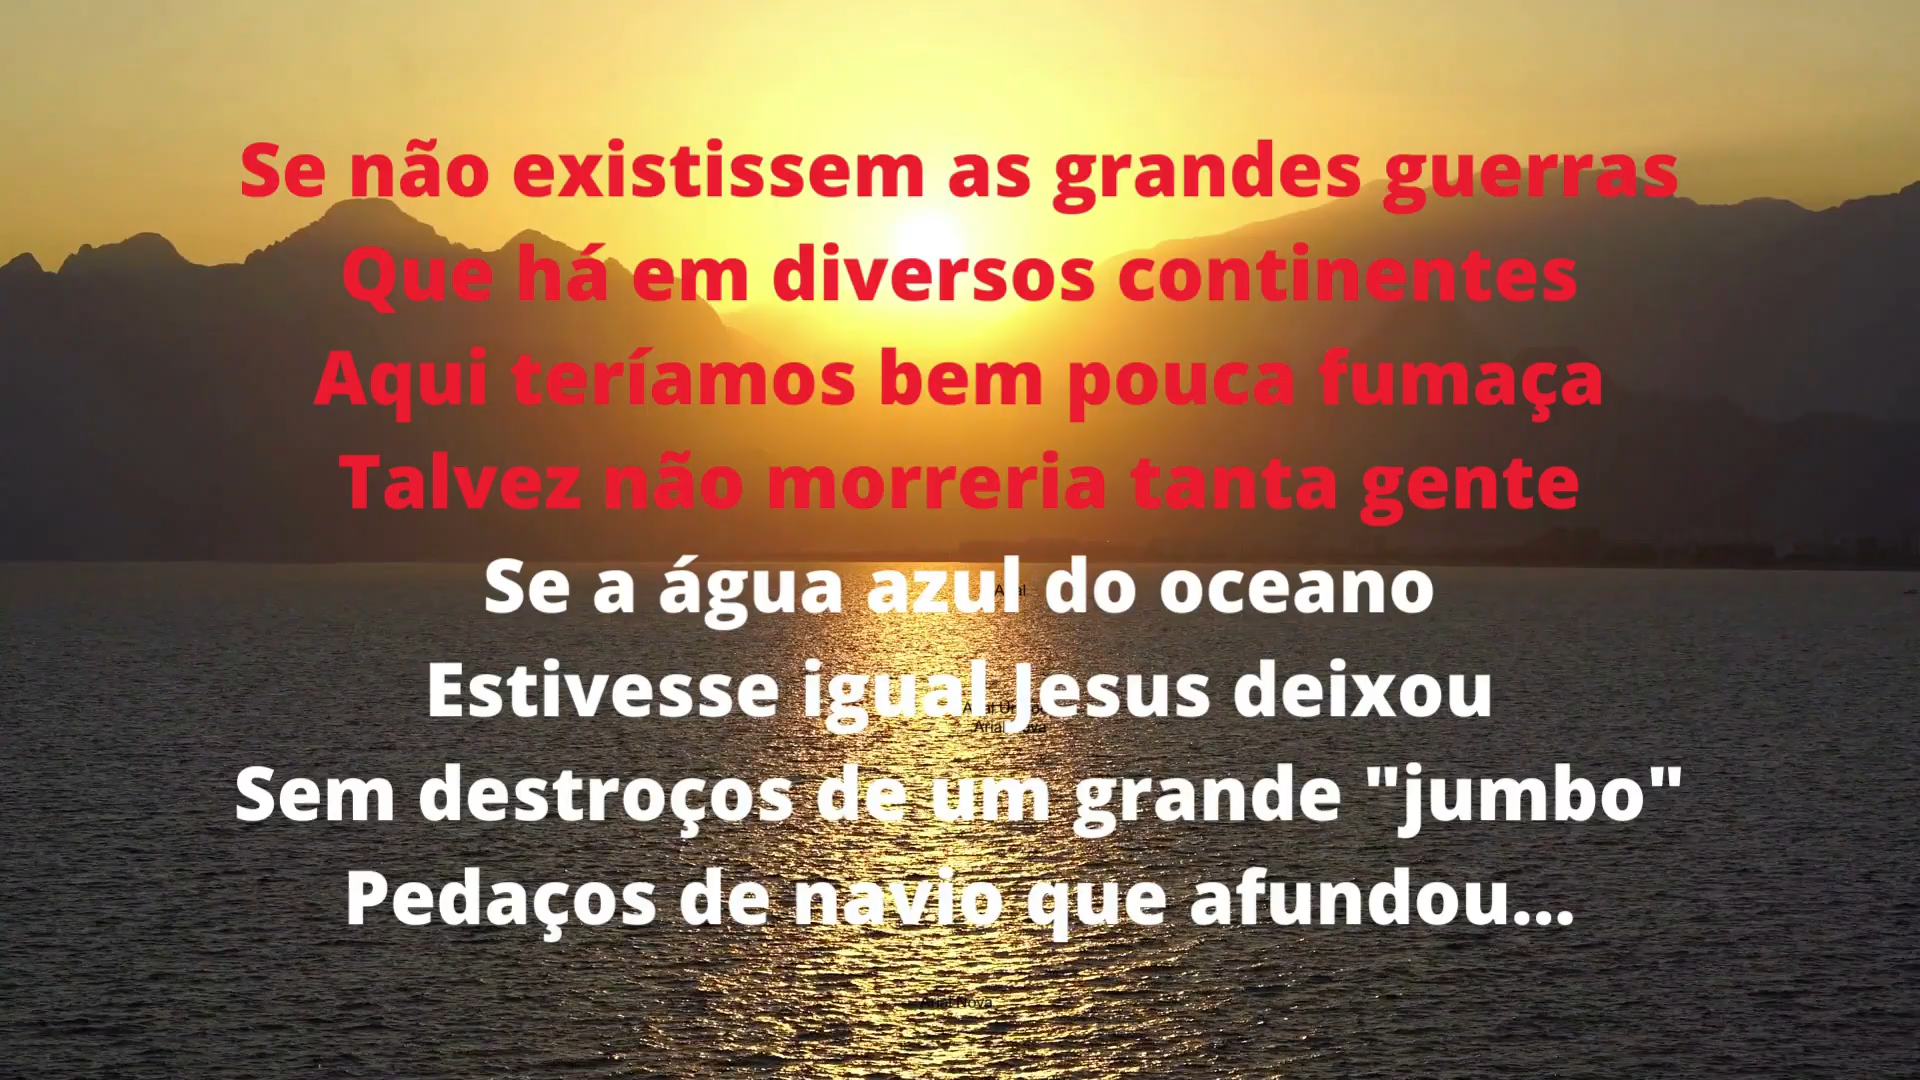 Se não existissem as grandes guerras
Que há em diversos continentes
Aqui teríamos bem pouca fumaça
Talvez não morreria tanta gente
Se a água azul do oceano
Estivesse igual Jesus deixou
Sem destroços de um grande "jumbo"
Pedaços de navio que afundou...
Arial Nova